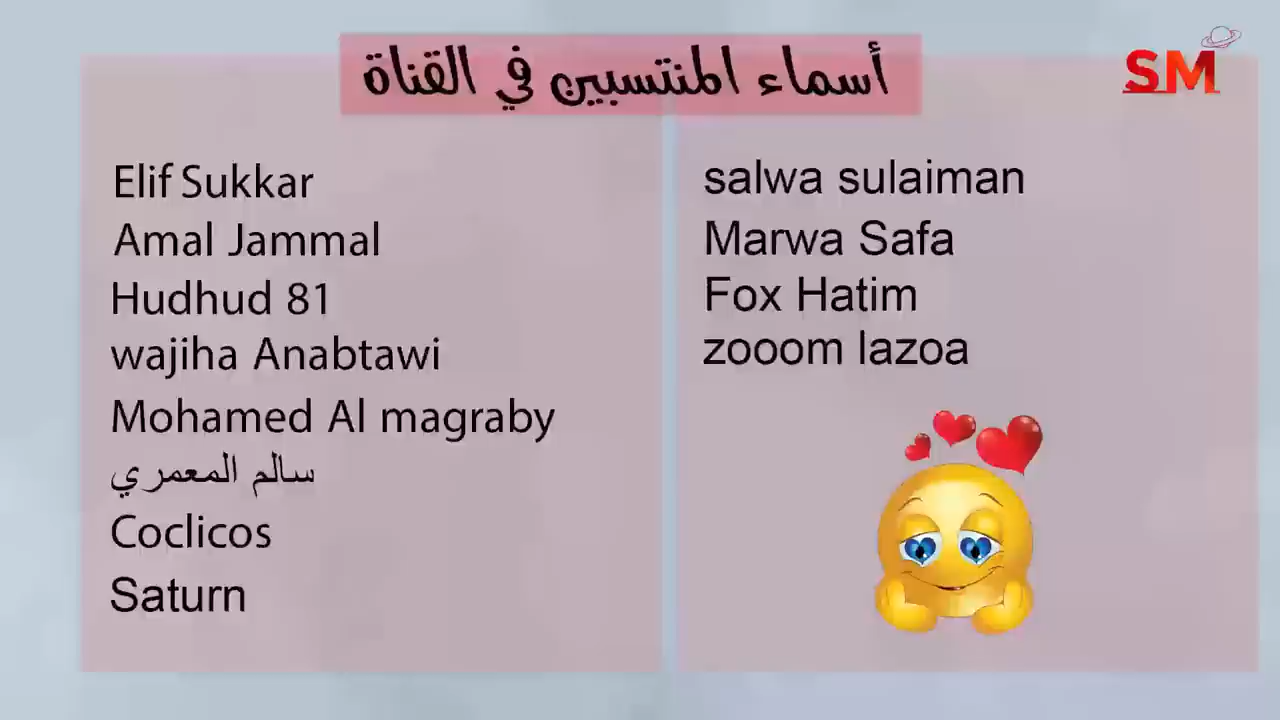 أسماء المنتسبين في القناة
SM
Elif Sukkar
Amal Jammal
Hudhud 81
wajiha Anabtawi
Mohamed Al magraby
سالم المعمري
Coclicos
Saturn
salwa sulaiman
Marwa Safa
Fox Hatim
zooom lazoa